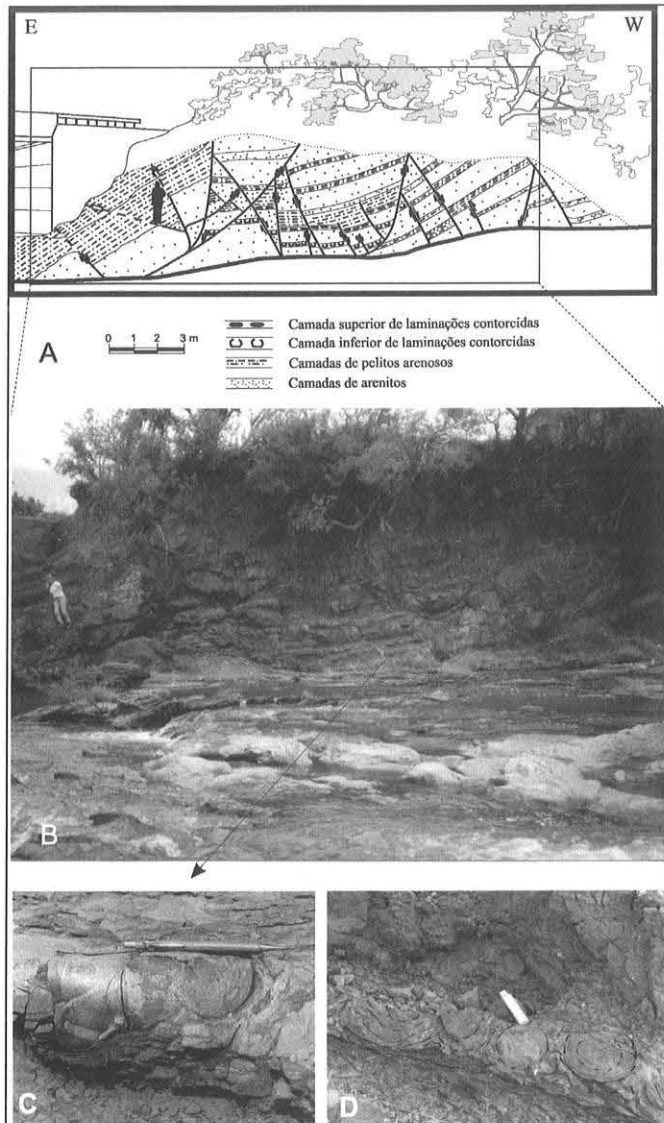 E W
A
0 1 2 3 m
Camada superior de laminações contorcidas
Camada inferior de laminações contorcidas
Camadas de pelitos arenosos
Camadas de arenitos
B
C
D